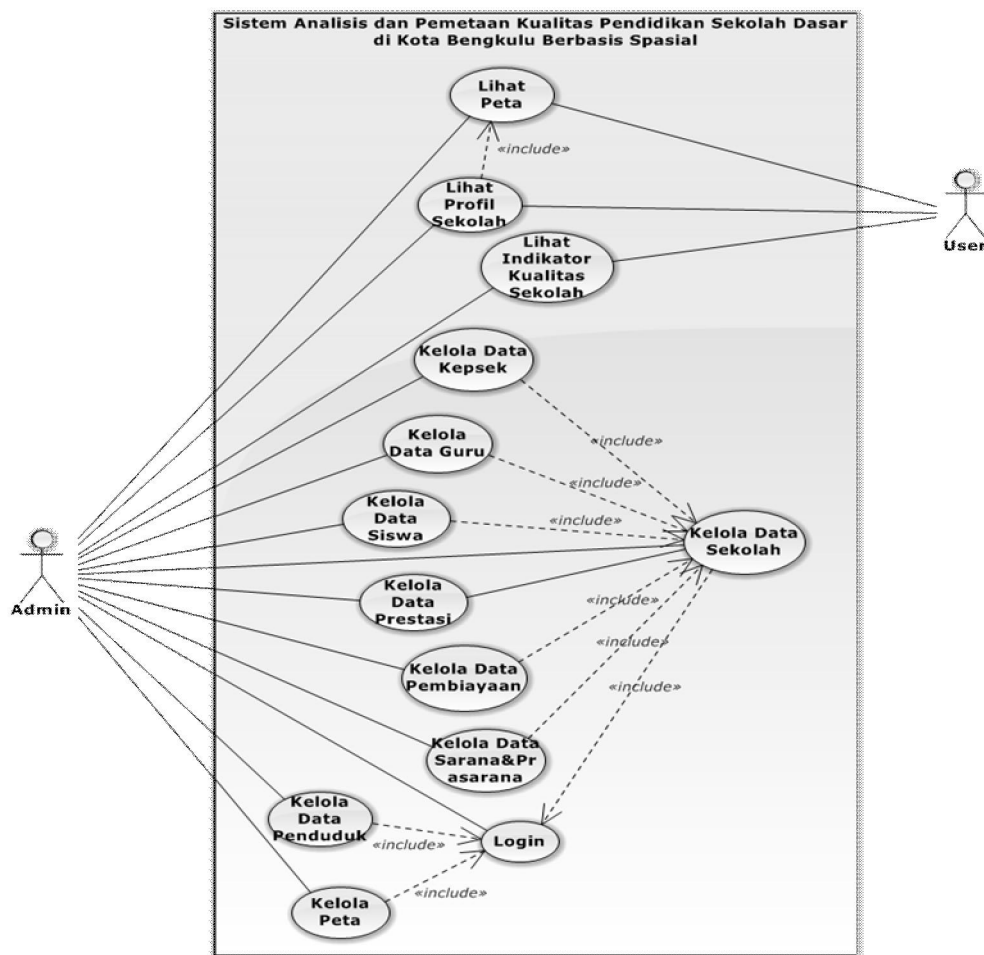 Sistem Analisis dan Pemetaan Kualitas Pendidikan Sekolah Dasar
di Kota Bengkulu Berbasis Spasial
Lihat
Peta
«include»
Lihat
Profil
Sekolah
User
Lihat
Indikator
Kualitas
Sekolah
Kelola Data
Kepsek
«include»
Kelola
Data Guru
«include»
Kelola
Data
Siswa
«include»
Kelola Data
Sekolah
Admin
Kelola
Data
Prestasi
«include»
«include»
Kelola Data
Pembiayaan
«include»
Kelola Data
Sarana&Pr
asarana
Kelola
Data
Penduduk
«include»
Login
«include»
Kelola
Peta